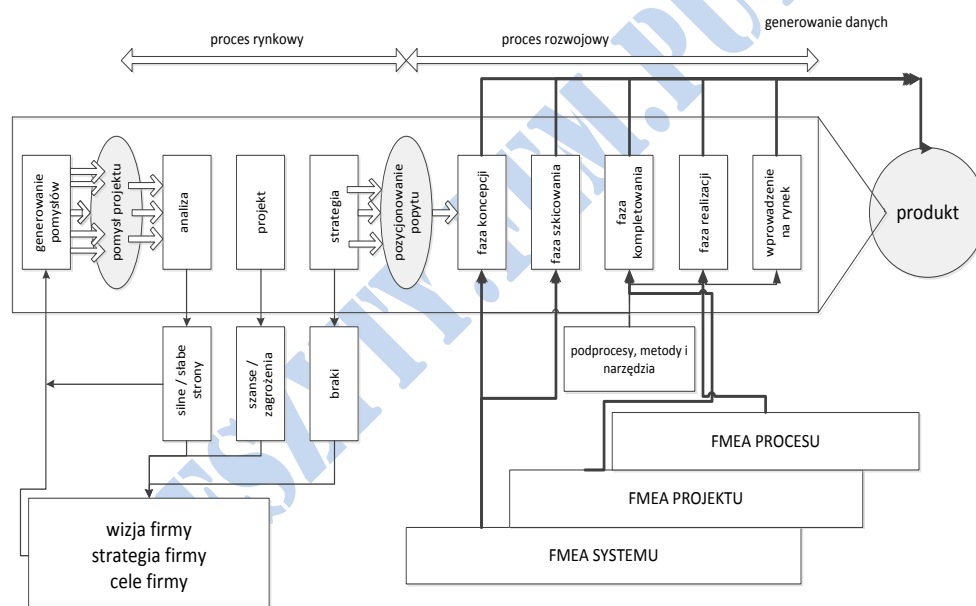 generowanie danych
proces rynkowy
proces rozwojowy
generowanie
pomysłów
pomysł projektu
analiza
projekt
strategia
pozycjonowanie
popytu
faza koncepcji
faza szkicowania
faza
kompletowania
faza realizacji
wprowadzenie
na rynek
produkt
silne / słabe
strony
szanse /
zagrożenia
braki
podprocesy, metody i
narzędzia
FMEA PROCESU
FMEA PROJEKTU
FMEA SYSTEMU
wizja firmy
strategia firmy
cele firmy